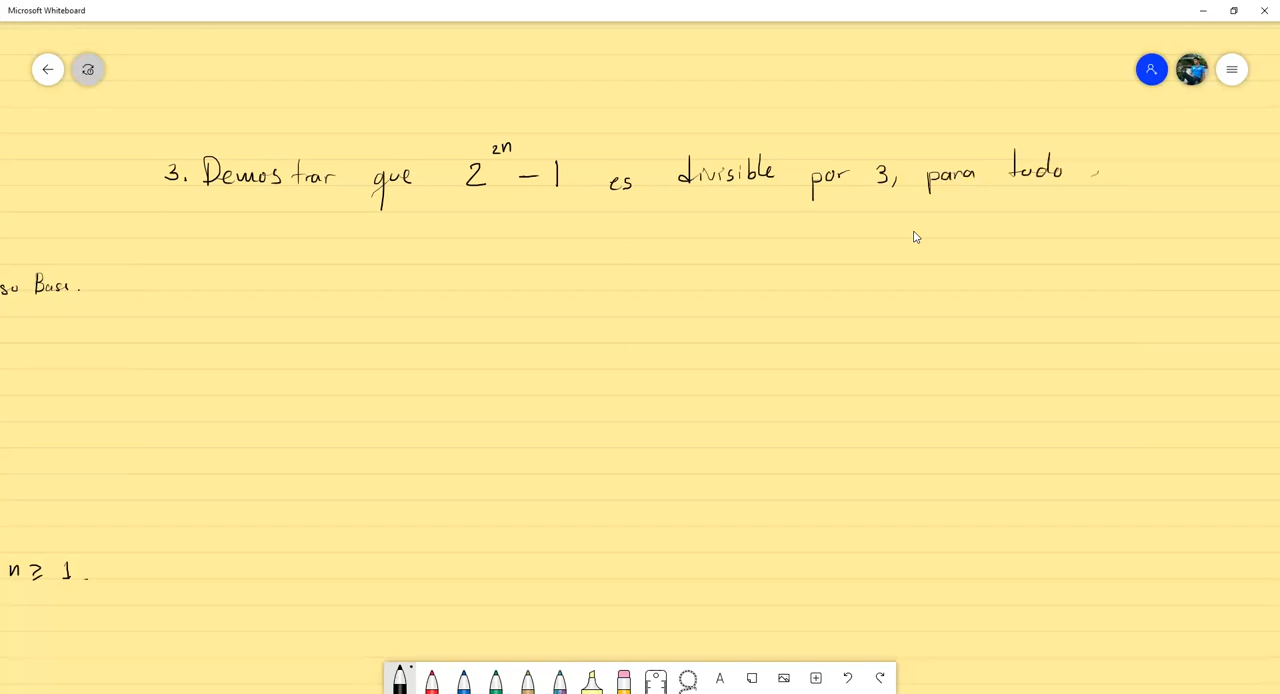 Microsoft Whiteboard
3. Demostrar que 2^{2n} - 1 es divisible por 3, para todo
so Base.
n ≥ 1.
A